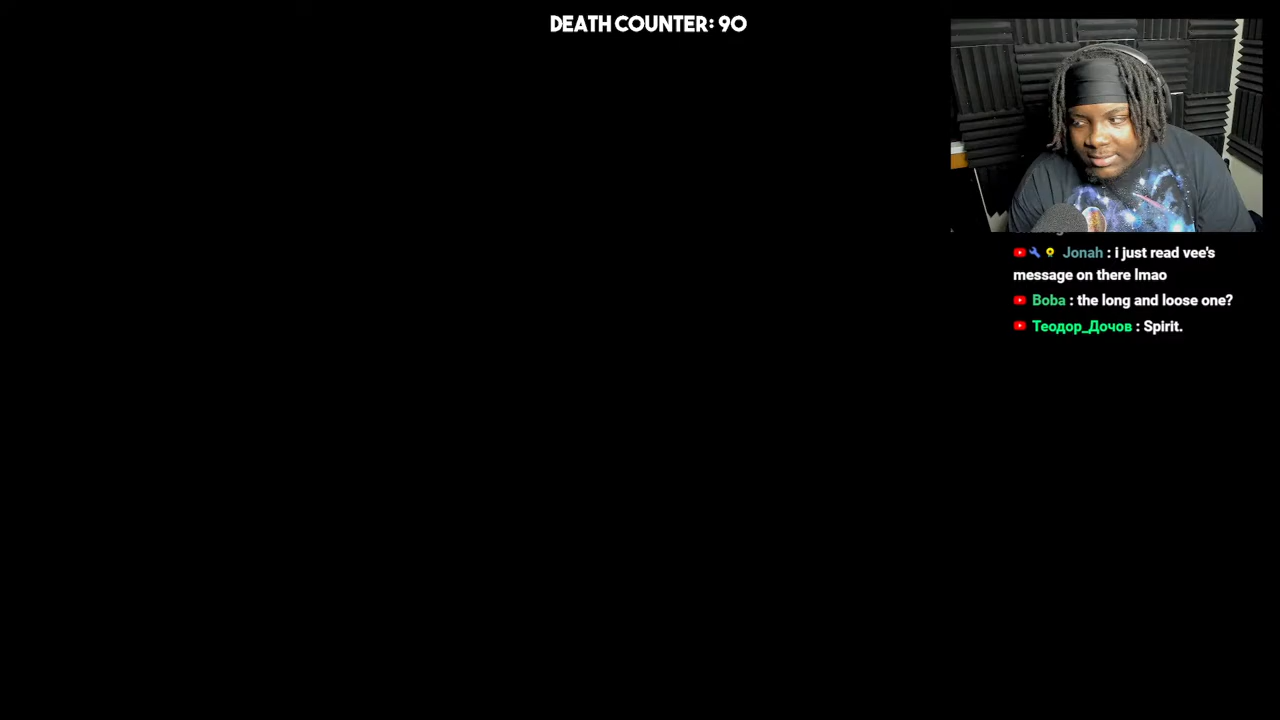 DEATH COUNTER: 90
Jonah : i just read vee's
message on there lmao
Boba : the long and loose one?
Теодор_Дочов : Spirit.